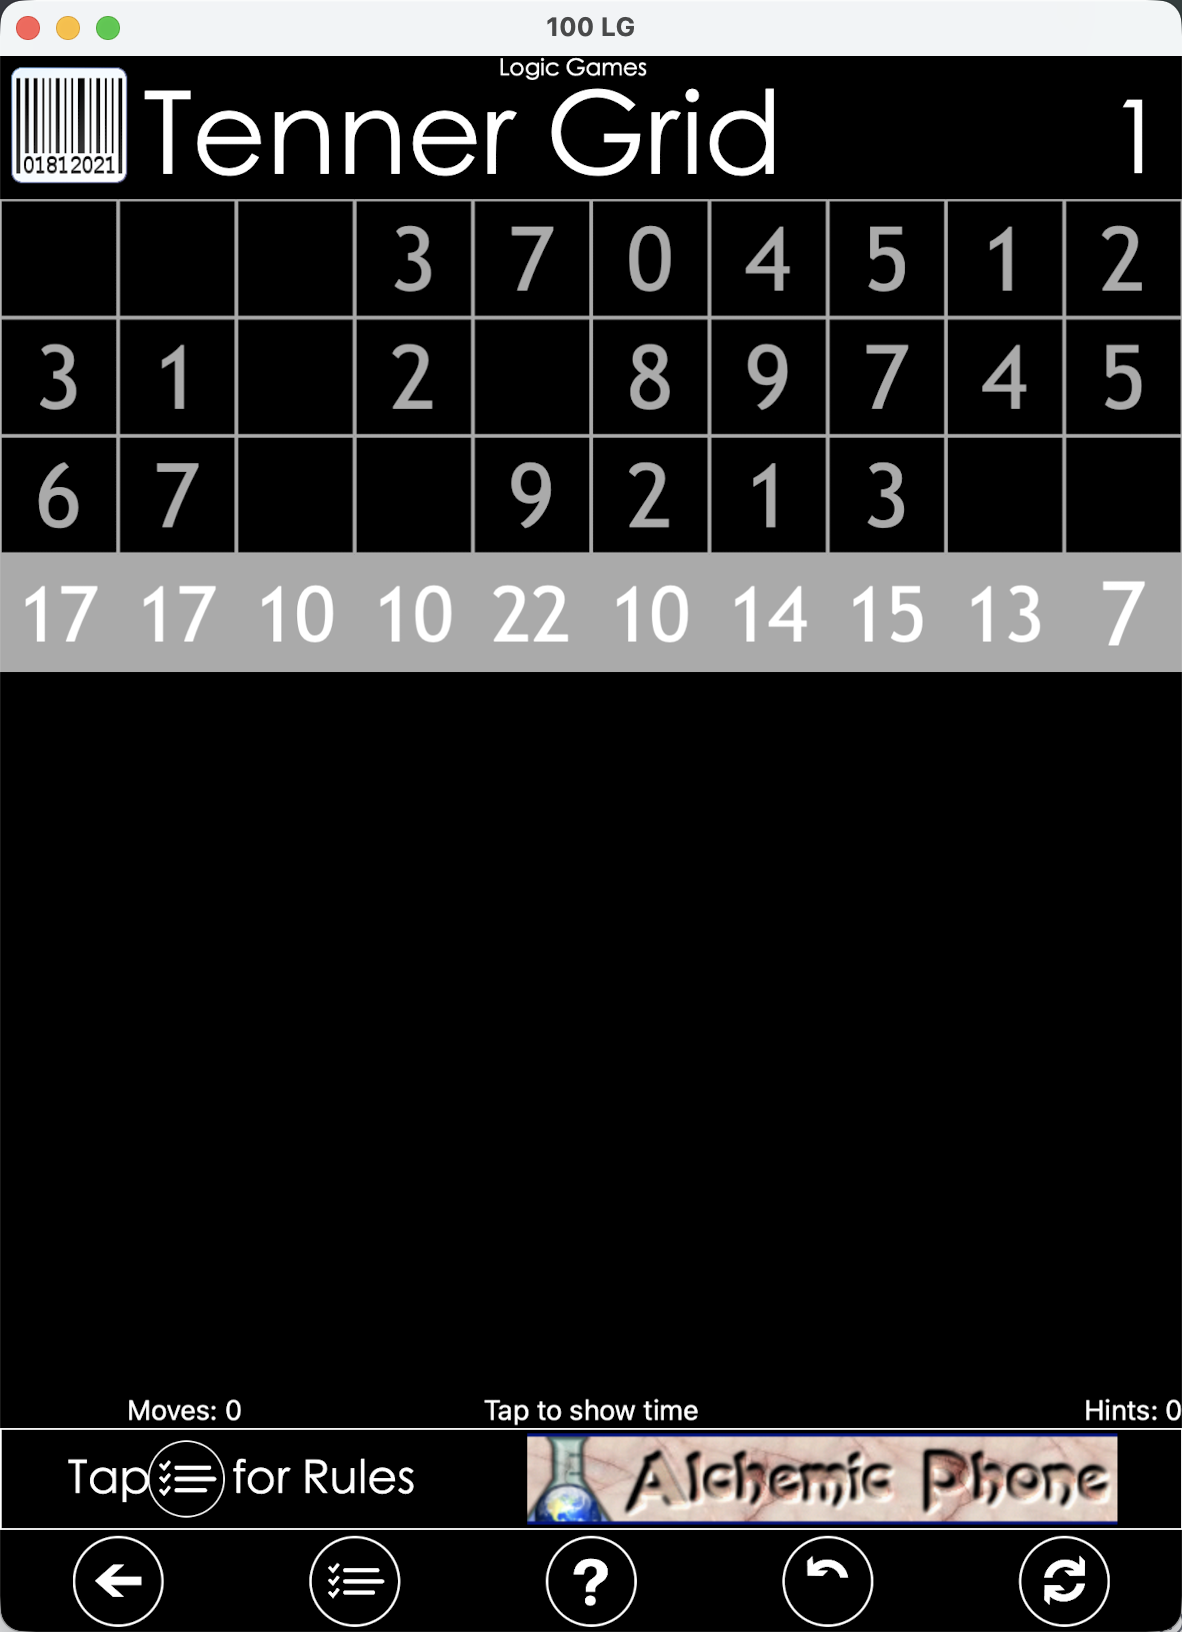 100 LG
Logic Games
01812021
Tenner Grid
1
3 7 0 4 5 1 2
3 1 2 8 9 7 4 5
6 7 9 2 1 3
17 17 10 10 22 10 14 15 13 7
Moves: 0 Tap to show time Hints: 0
Tap for Rules
Alchemic Phone
?